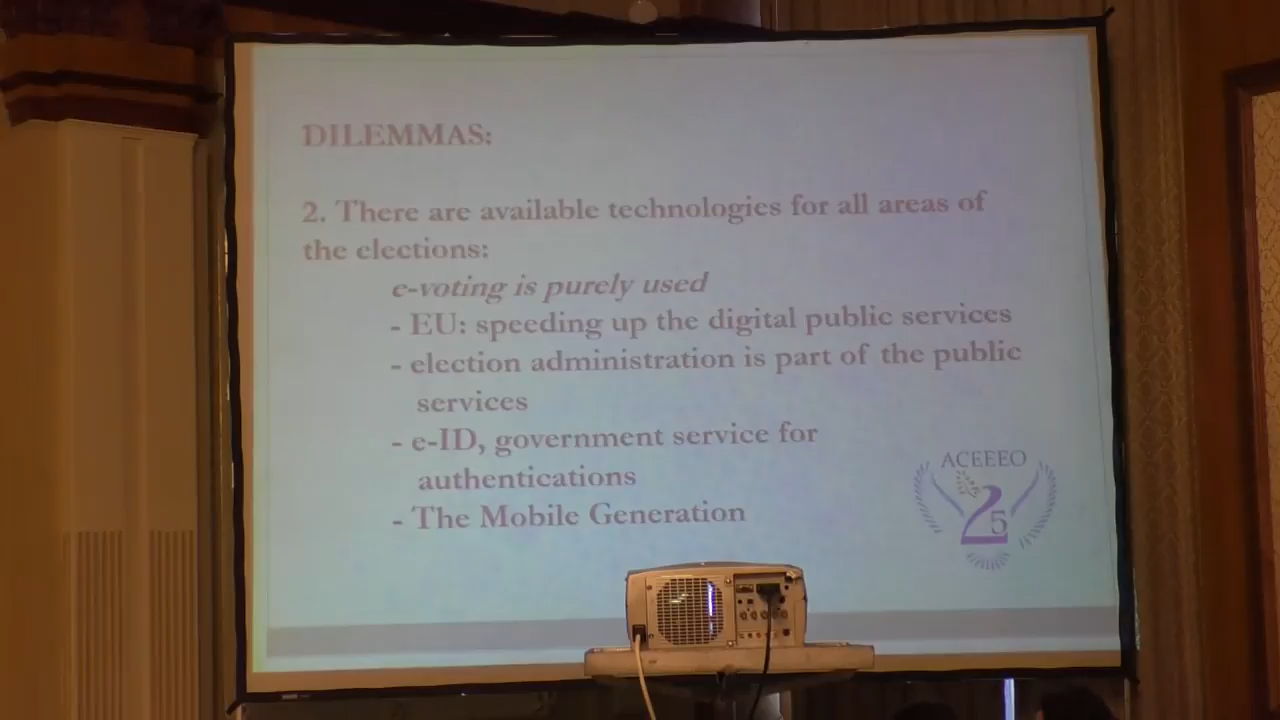 DILEMMAS:
2. There are available technologies for all areas of
the elections:
e-voting is purely used
- EU: speeding up the digital public services
- election administration is part of the public
services
- e-ID, government service for
authentications
- The Mobile Generation
ACEEEO
25